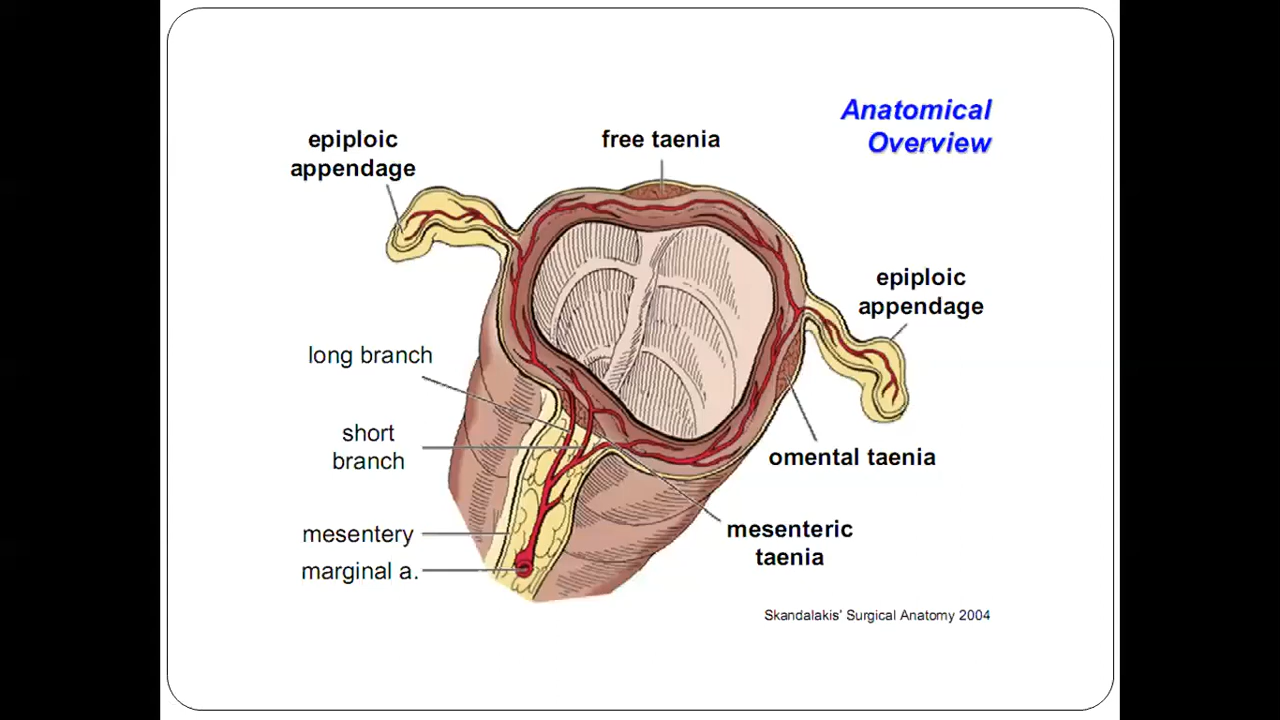 Anatomical
Overview
epiploic
appendage
free taenia
epiploic
appendage
long branch
short
branch
omental taenia
mesentery
mesenteric
taenia
marginal a.
Skandalakis' Surgical Anatomy 2004